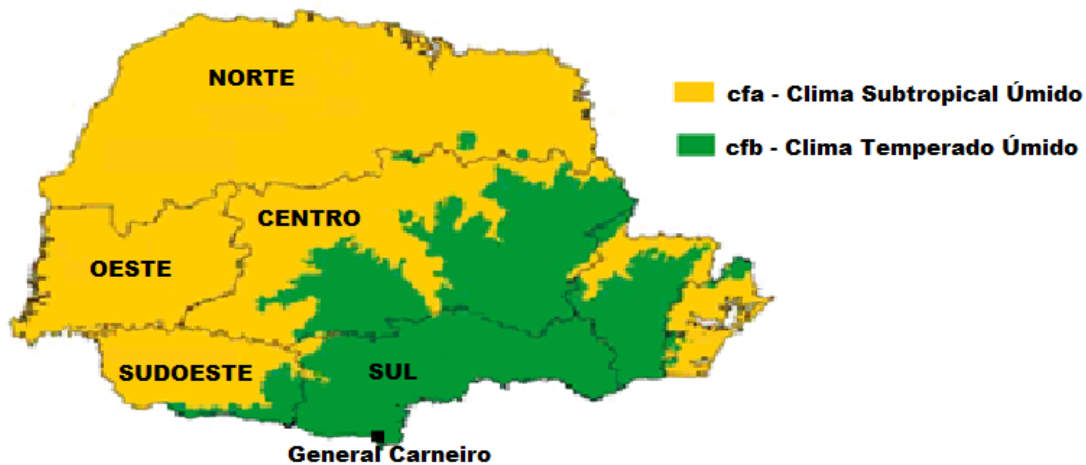 NORTE
cfa - Clima Subtropical Úmido
cfb - Clima Temperado Úmido
CENTRO
OESTE
SUDOESTE
SUL
General Carneiro